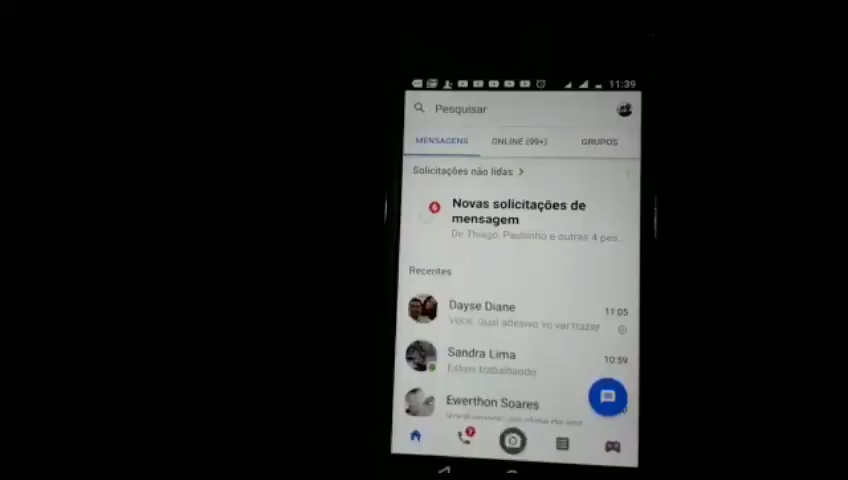 11:39
Pesquisar
MENSAGENS ONLINE (99+) GRUPOS
Solicitações não lidas
Novas solicitações de
mensagem
De Thiago, Paulinho e outras 4 pes...
Recentes
Dayse Diane 11:05
Você: Qual adesivo vc vai trazer
Sandra Lima 10:59
Estais trabalhando
Ewerthon Soares
7